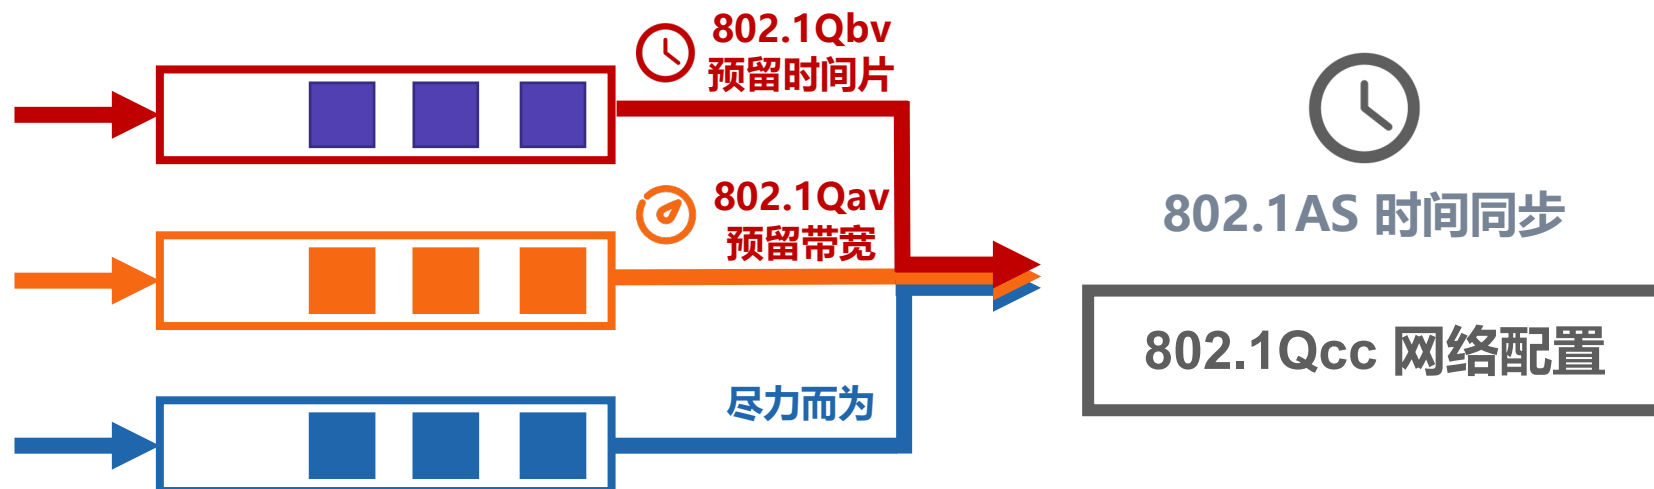 802.1Qbv
预留时间片
802.1Qav
预留带宽
尽力而为
802.1AS 时间同步
802.1Qcc 网络配置